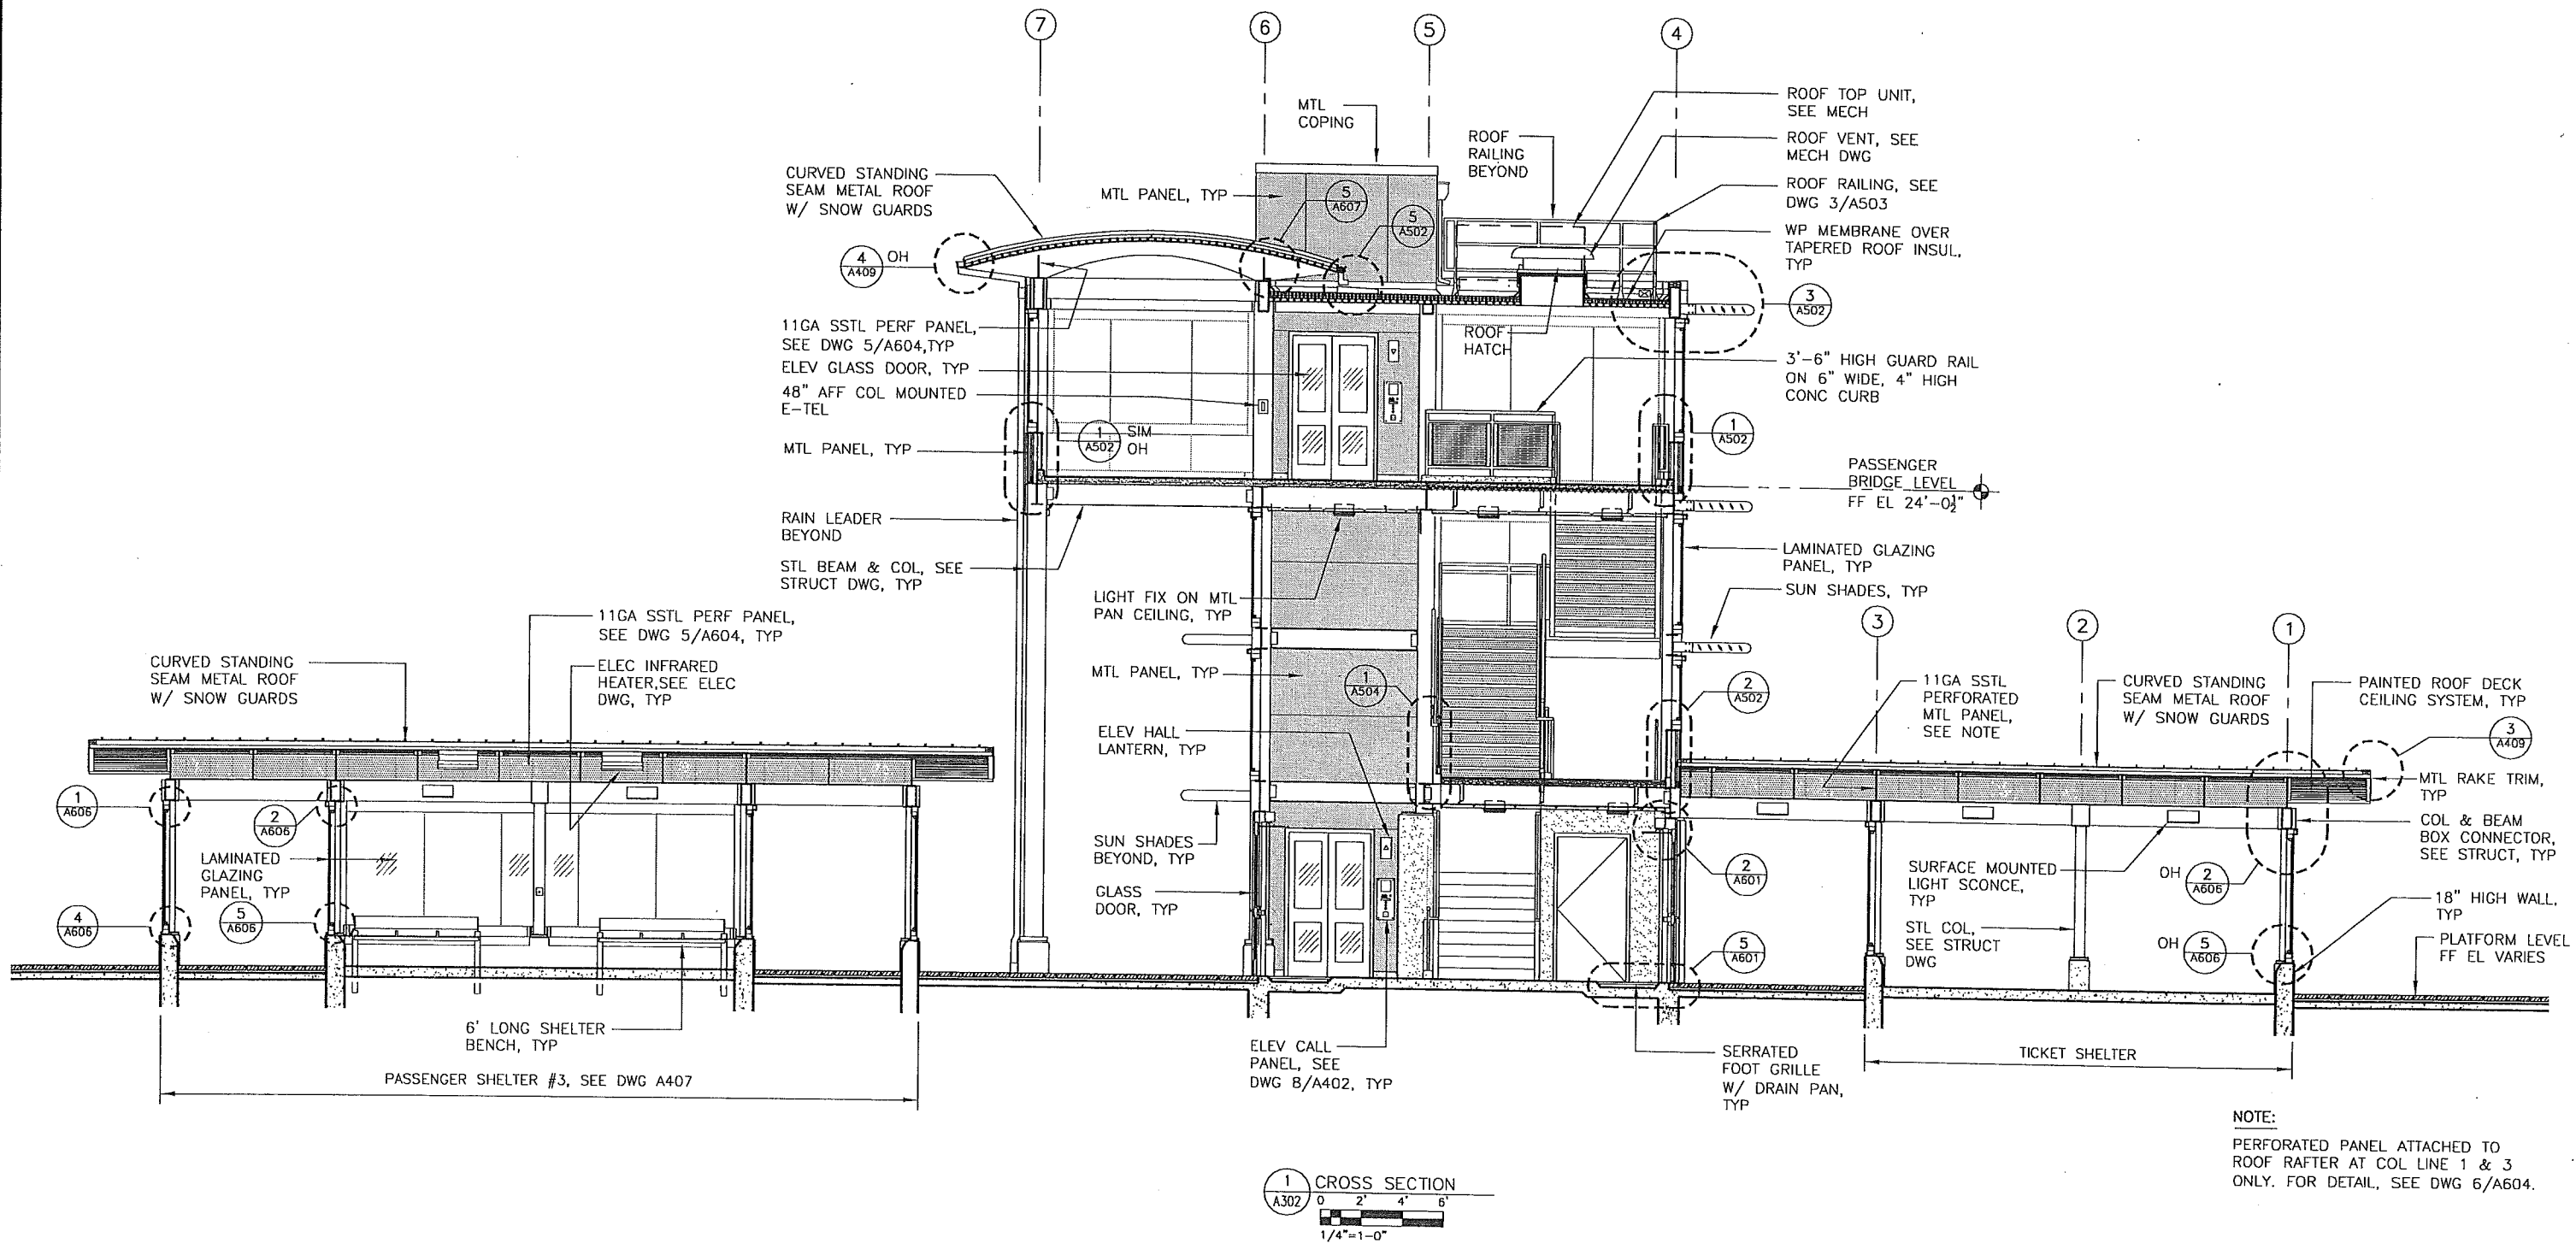 7
6
5
4
MTL
COPING
ROOF
RAILING
BEYOND
ROOF TOP UNIT,
SEE MECH
ROOF VENT, SEE
MECH DWG
ROOF RAILING, SEE
DWG 3/A503
WP MEMBRANE OVER
TAPERED ROOF INSUL,
TYP
CURVED STANDING
SEAM METAL ROOF
W/ SNOW GUARDS
MTL PANEL, TYP
5
A607
5
A502
4
A409
OH
3
A502
11GA SSTL PERF PANEL,
SEE DWG 5/A604,TYP
ELEV GLASS DOOR, TYP
48" AFF COL MOUNTED
E-TEL
MTL PANEL, TYP
1
A502
SIM
OH
ROOF
HATCH
3'-6" HIGH GUARD RAIL
ON 6" WIDE, 4" HIGH
CONC CURB
1
A502
PASSENGER
BRIDGE LEVEL
FF EL 24'-0½"
RAIN LEADER
BEYOND
STL BEAM & COL, SEE
STRUCT DWG, TYP
LIGHT FIX ON MTL
PAN CEILING, TYP
LAMINATED GLAZING
PANEL, TYP
SUN SHADES, TYP
3
2
1
11GA SSTL PERF PANEL,
SEE DWG 5/A604, TYP
CURVED STANDING
SEAM METAL ROOF
W/ SNOW GUARDS
ELEC INFRARED
HEATER,SEE ELEC
DWG, TYP
MTL PANEL, TYP
1
A504
2
A502
11GA SSTL
PERFORATED
MTL PANEL,
SEE NOTE
CURVED STANDING
SEAM METAL ROOF
W/ SNOW GUARDS
PAINTED ROOF DECK
CEILING SYSTEM, TYP
3
A409
ELEV HALL
LANTERN, TYP
MTL RAKE TRIM,
TYP
1
A606
2
A606
LAMINATED
GLAZING
PANEL, TYP
4
A606
5
A606
SUN SHADES
BEYOND, TYP
GLASS
DOOR, TYP
2
A601
5
A601
SURFACE MOUNTED
LIGHT SCONCE,
TYP
STL COL,
SEE STRUCT
DWG
OH
2
A606
OH
5
A606
COL & BEAM
BOX CONNECTOR,
SEE STRUCT, TYP
18" HIGH WALL,
TYP
PLATFORM LEVEL
FF EL VARIES
6' LONG SHELTER
BENCH, TYP
PASSENGER SHELTER #3, SEE DWG A407
ELEV CALL
PANEL, SEE
DWG 8/A402, TYP
SERRATED
FOOT GRILLE
W/ DRAIN PAN,
TYP
TICKET SHELTER
NOTE:
PERFORATED PANEL ATTACHED TO
ROOF RAFTER AT COL LINE 1 & 3
ONLY. FOR DETAIL, SEE DWG 6/A604.
1
A302
CROSS SECTION
0 2' 4' 6'
1/4"=1-0"